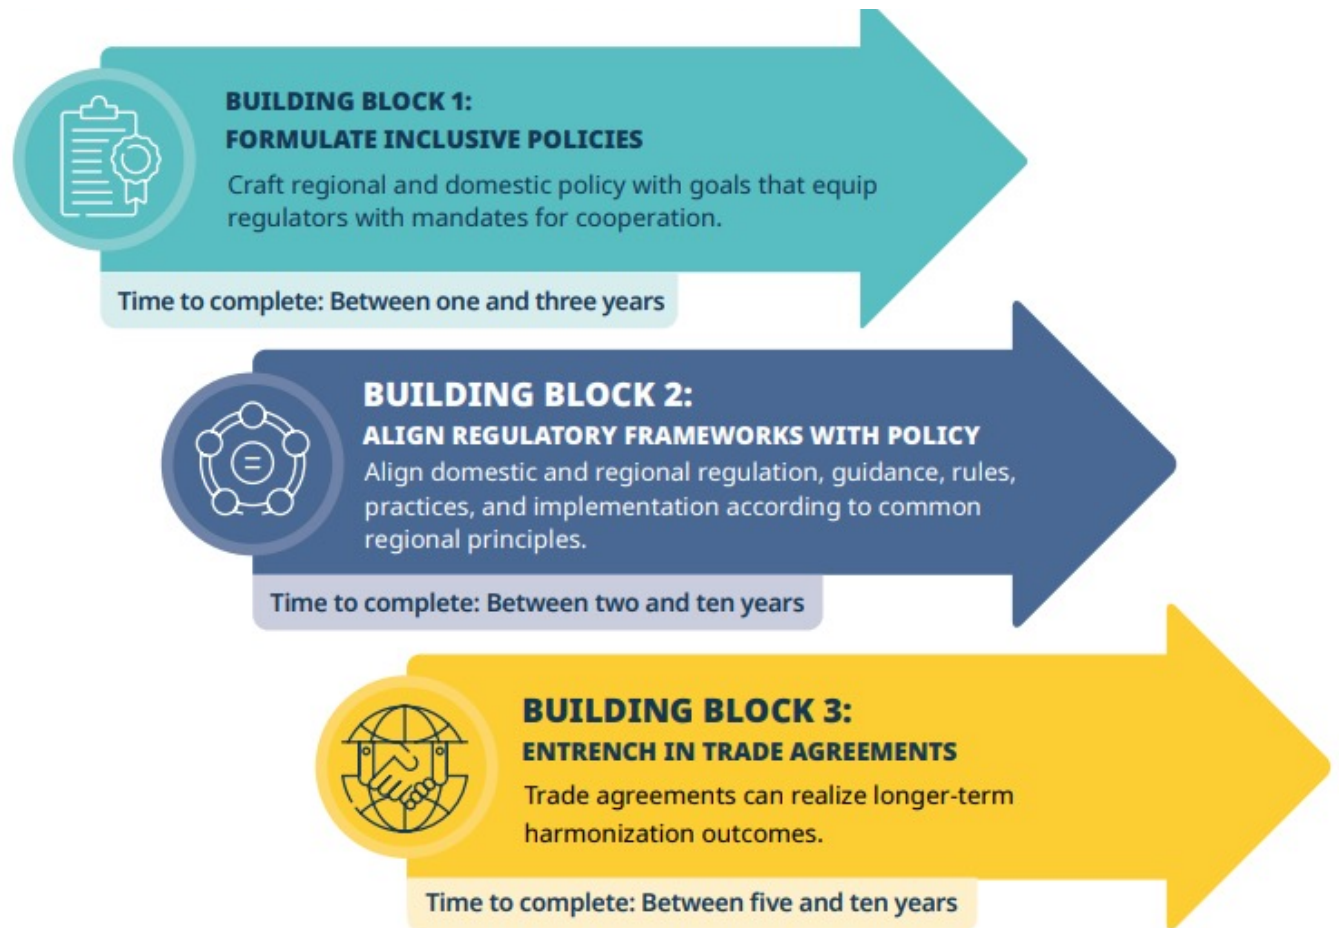 BUILDING BLOCK 1:
FORMULATE INCLUSIVE POLICIES
Craft regional and domestic policy with goals that equip
regulators with mandates for cooperation.
Time to complete: Between one and three years
BUILDING BLOCK 2:
ALIGN REGULATORY FRAMEWORKS WITH POLICY
Align domestic and regional regulation, guidance, rules,
practices, and implementation according to common
regional principles.
Time to complete: Between two and ten years
BUILDING BLOCK 3:
ENTRENCH IN TRADE AGREEMENTS
Trade agreements can realize longer-term
harmonization outcomes.
Time to complete: Between five and ten years